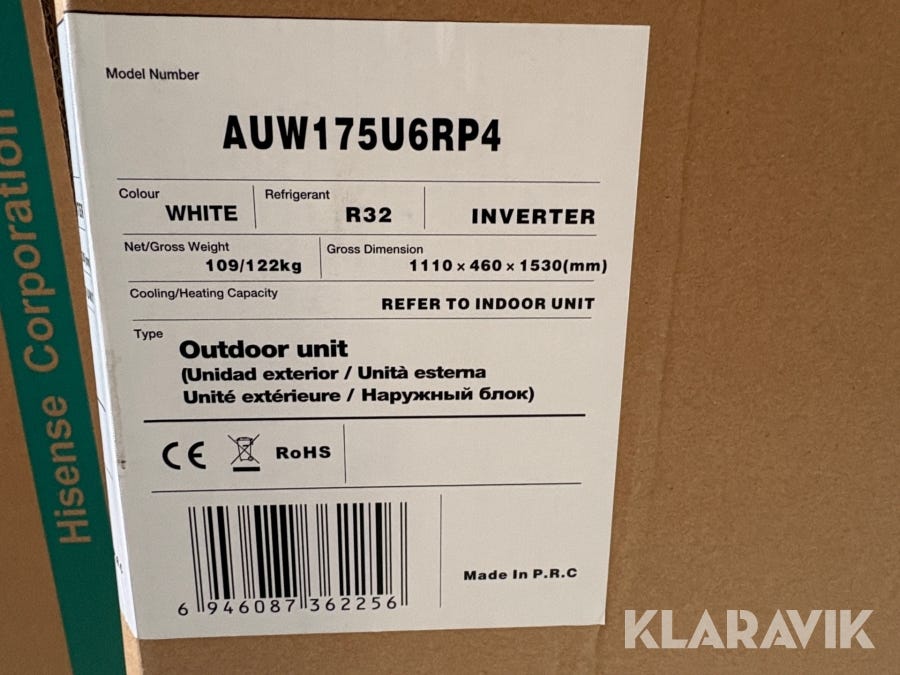 Hisense Corporation
Model Number
AUW175U6RP4
Colour
WHITE
Refrigerant
R32
INVERTER
Net/Gross Weight
109/122kg
Gross Dimension
1110 × 460 × 1530(mm)
Cooling/Heating Capacity
REFER TO INDOOR UNIT
Type
Outdoor unit
(Unidad exterior / Unità esterna
Unité extérieure / Наружный блок)
CE
RoHS
6 946087 362256
Made In P.R.C
KLARAVIK